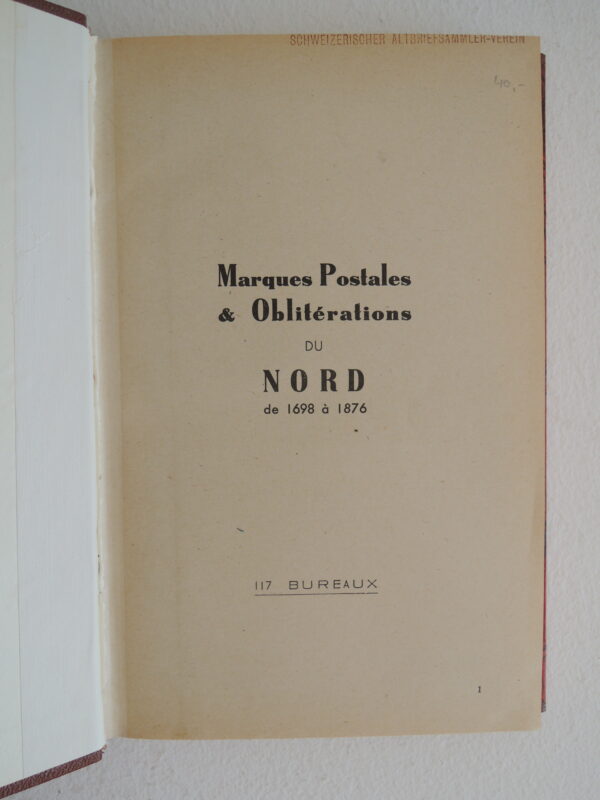 SCHWEIZERISCHER ALTBRIEFSAMMLER-VEREIN
40,-
Marques Postales
& Oblitérations
DU
NORD
de 1698 à 1876
117 BUREAUX
1